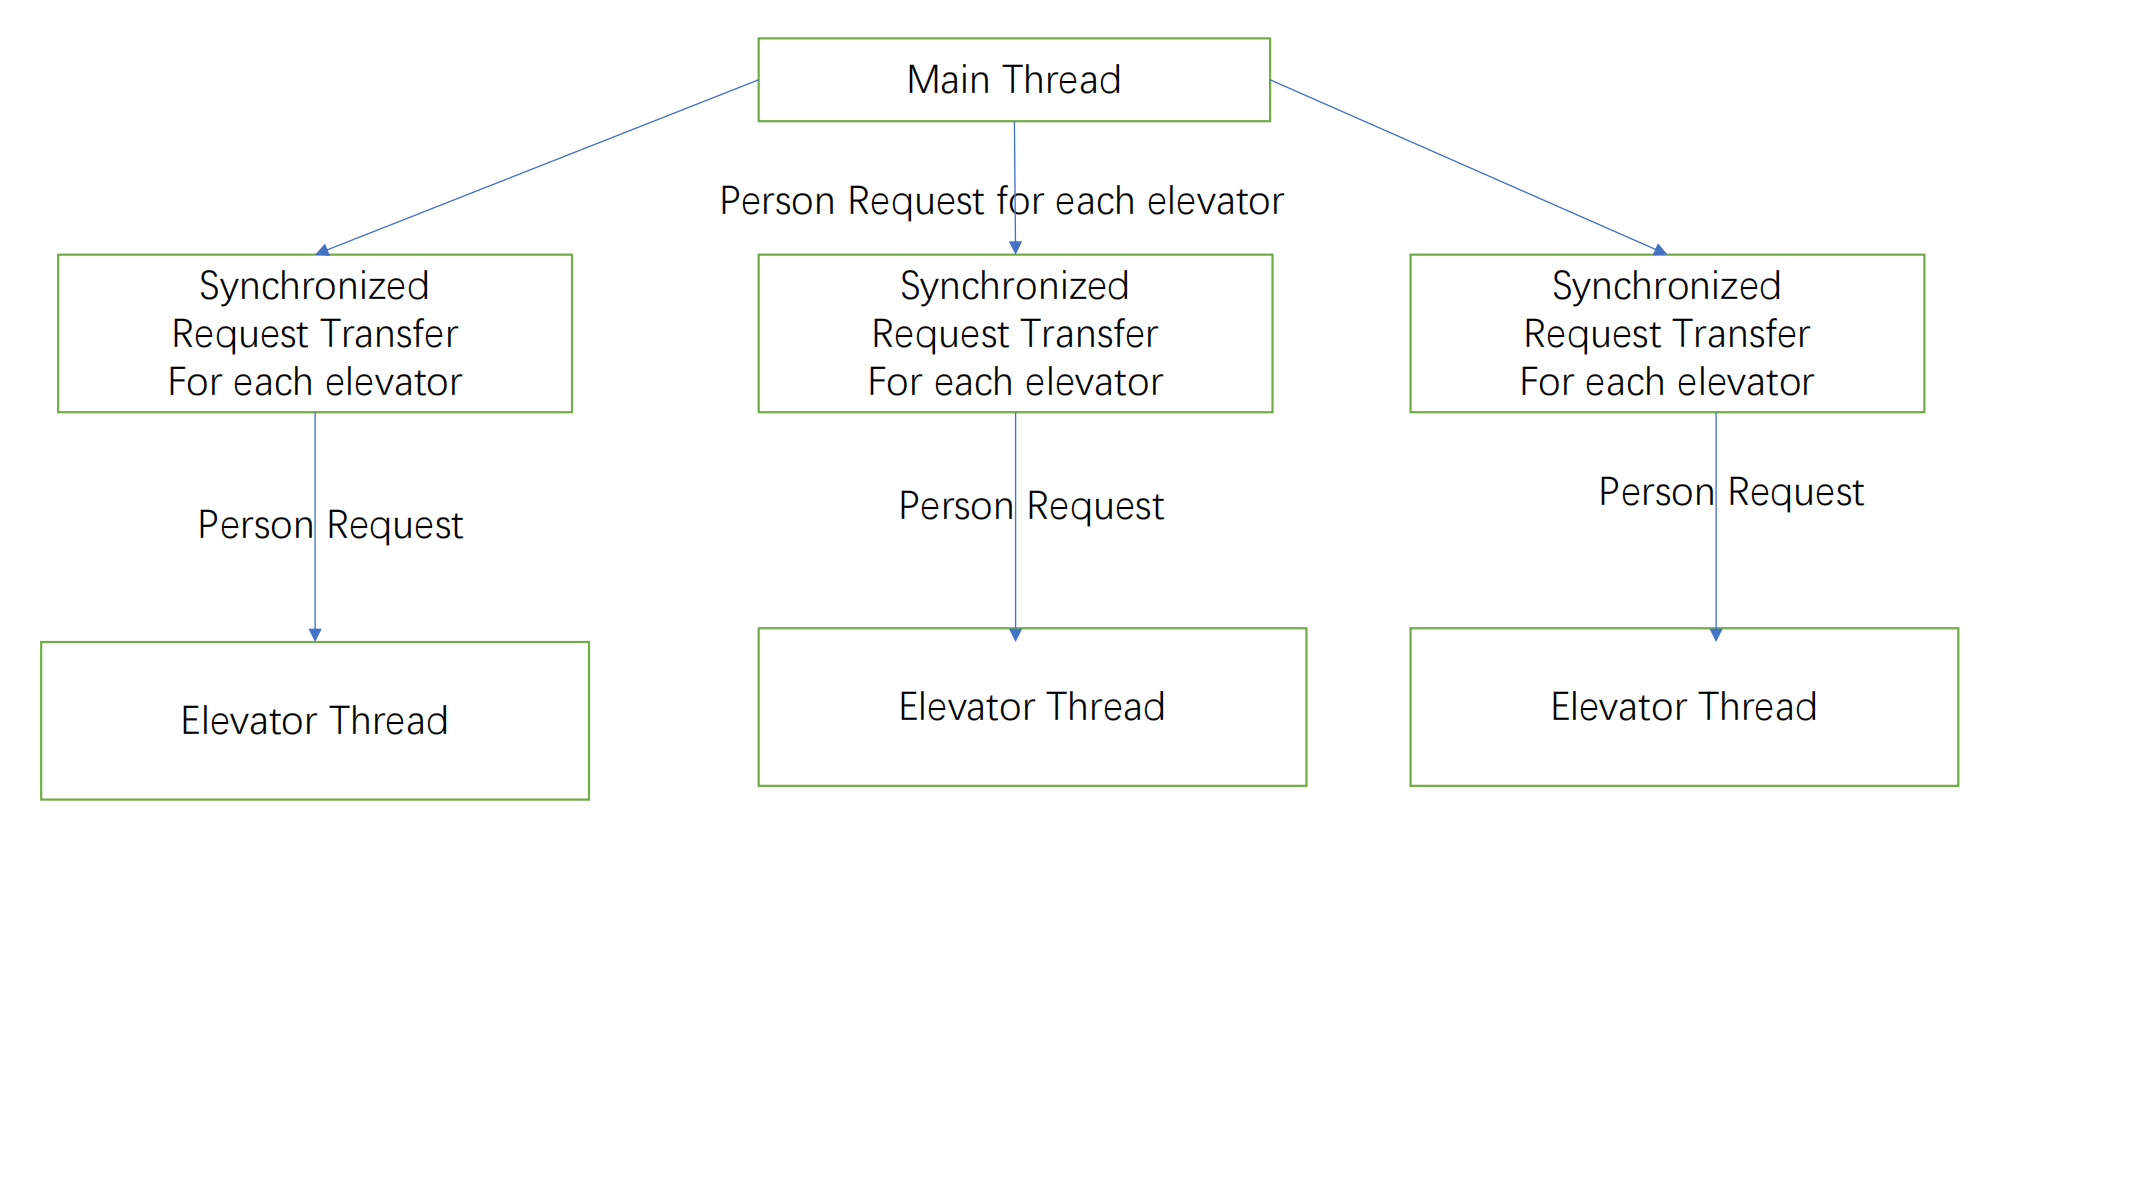 Main Thread
Person Request for each elevator
Synchronized
Request Transfer
For each elevator
Synchronized
Request Transfer
For each elevator
Synchronized
Request Transfer
For each elevator
Person Request
Person Request
Person Request
Elevator Thread
Elevator Thread
Elevator Thread